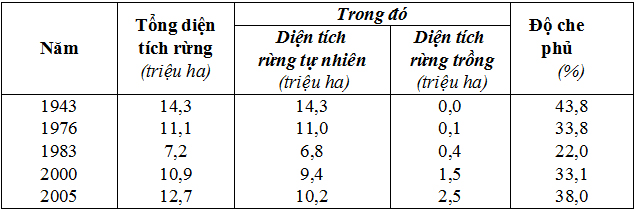 Năm | Tổng diện tích rừng (triệu ha) | Trong đó | Độ che phủ (%)
Diện tích rừng tự nhiên (triệu ha) | Diện tích rừng trồng (triệu ha)
1943 | 14,3 | 14,3 | 0,0 | 43,8
1976 | 11,1 | 11,0 | 0,1 | 33,8
1983 | 7,2 | 6,8 | 0,4 | 22,0
2000 | 10,9 | 9,4 | 1,5 | 33,1
2005 | 12,7 | 10,2 | 2,5 | 38,0